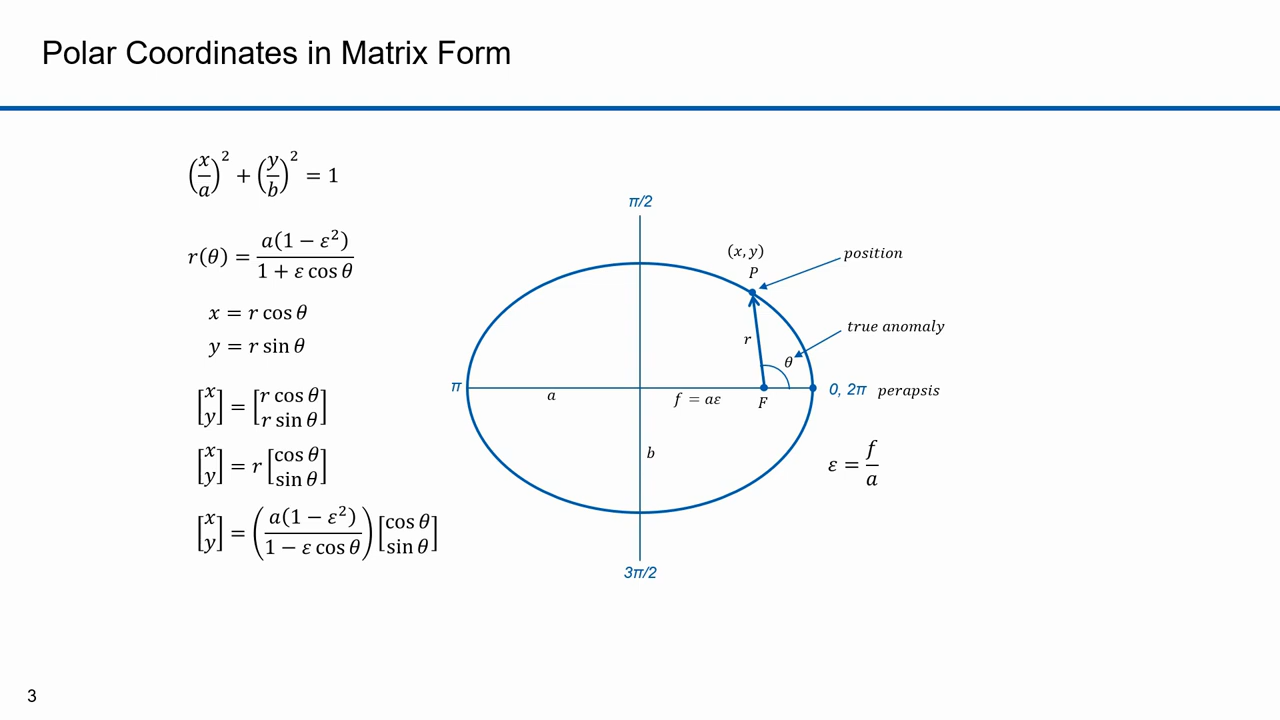 Polar Coordinates in Matrix Form
(x/a)² + (y/b)² = 1
r(θ) = a(1 − ε²) / 1 + ε cos θ
x = r cos θ
y = r sin θ
[x y] = [r cos θ r sin θ]
[x y] = r [cos θ sin θ]
[x y] = (a(1 − ε²) / 1 − ε cos θ) [cos θ sin θ]
π/2
(x, y)
P
position
r
true anomaly
θ
π
a
f = aε
F
0, 2π perapsis
b
ε = f/a
3π/2
3